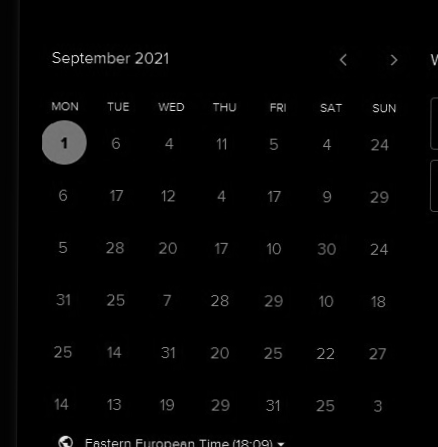 September 2021 < >
MON TUE WED THU FRI SAT SUN
1 6 4 11 5 4 24
6 17 12 4 17 9 29
5 28 20 17 10 30 24
31 25 7 28 29 10 18
25 14 31 20 25 22 27
14 13 19 29 31 25 3
Eastern European Time (18:09)